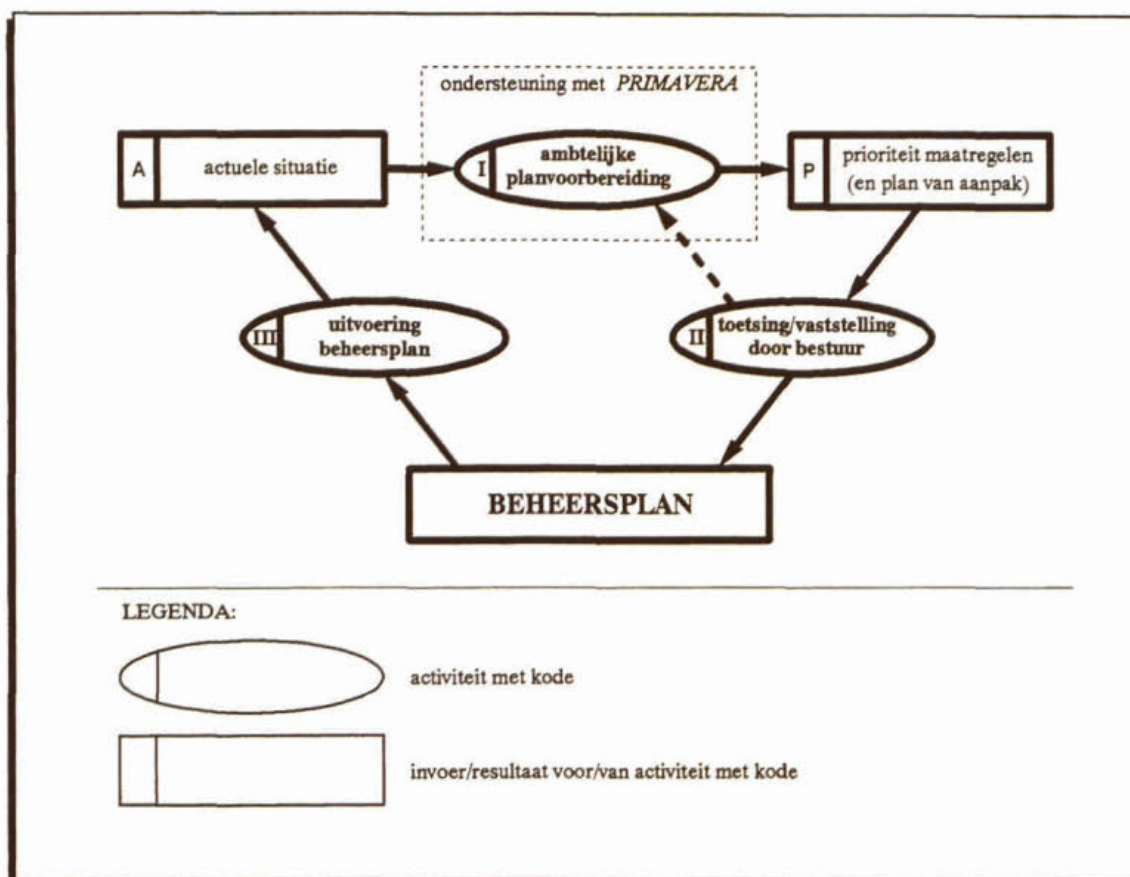 ondersteuning met PRIMAVERA
A
actuele situatie
I
ambtelijke
planvoorbereiding
P
prioriteit maatregelen
(en plan van aanpak)
III
uitvoering
beheersplan
II
toetsing/vaststelling
door bestuur
BEHEERSPLAN
LEGENDA:
activiteit met kode
invoer/resultaat voor/van activiteit met kode